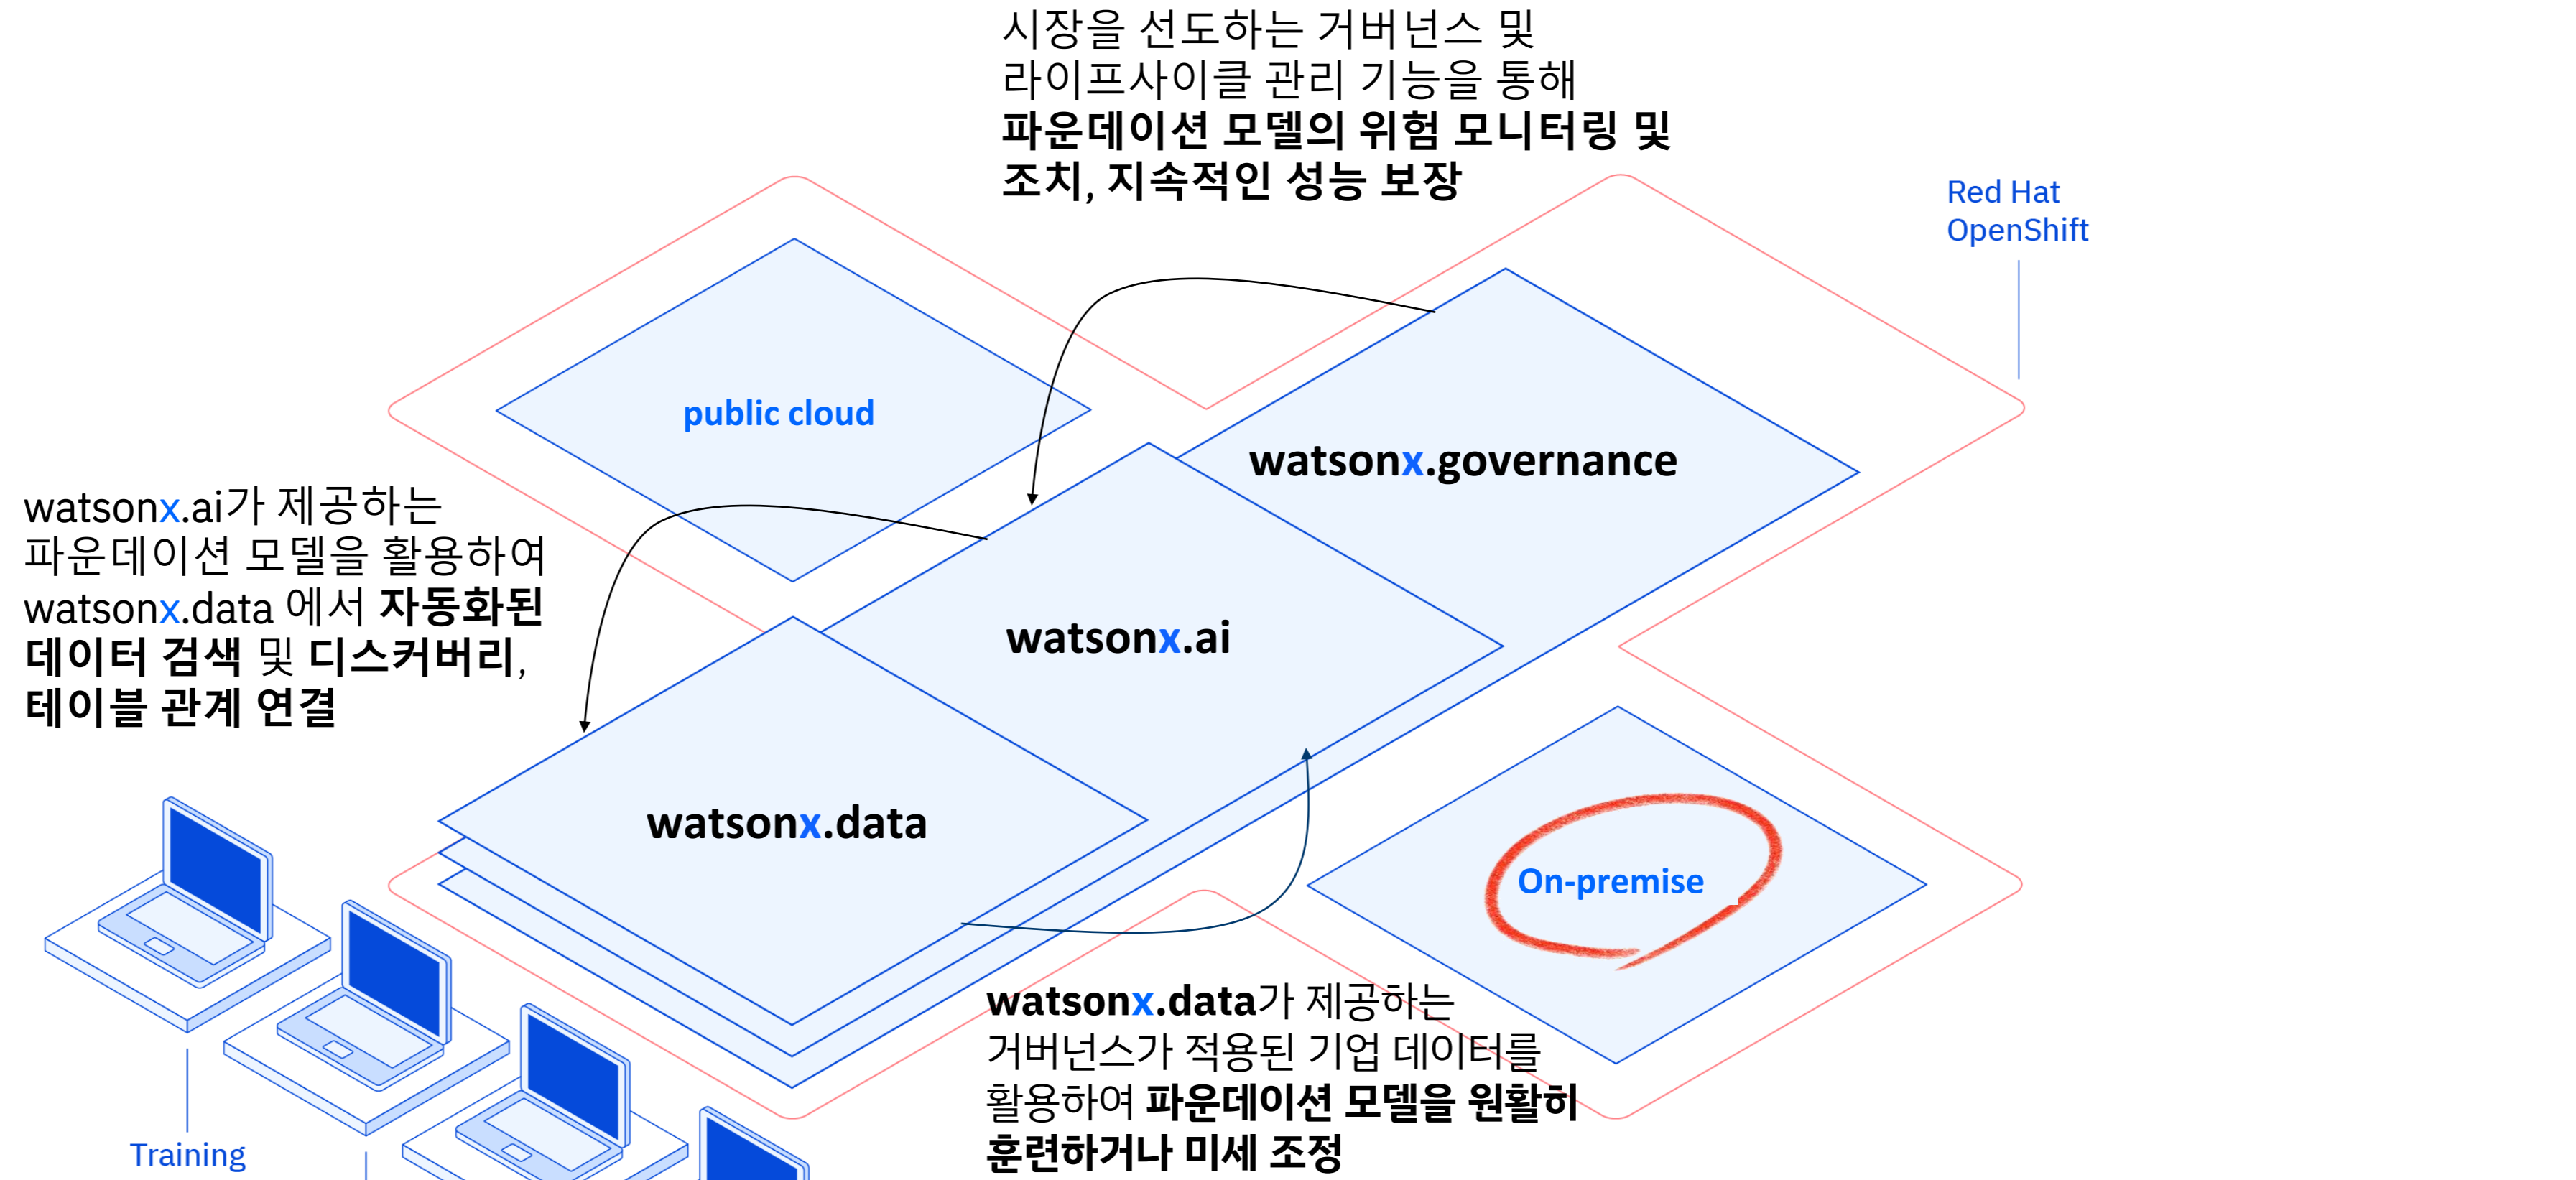 시장을 선도하는 거버넌스 및
라이프사이클 관리 기능을 통해
파운데이션 모델의 위험 모니터링 및
조치, 지속적인 성능 보장
Red Hat
OpenShift
public cloud
watsonx.governance
watsonx.ai가 제공하는
파운데이션 모델을 활용하여
watsonx.data 에서 자동화된
데이터 검색 및 디스커버리,
테이블 관계 연결
watsonx.ai
watsonx.data
On-premise
watsonx.data가 제공하는
거버넌스가 적용된 기업 데이터를
활용하여 파운데이션 모델을 원활히
훈련하거나 미세 조정
Training